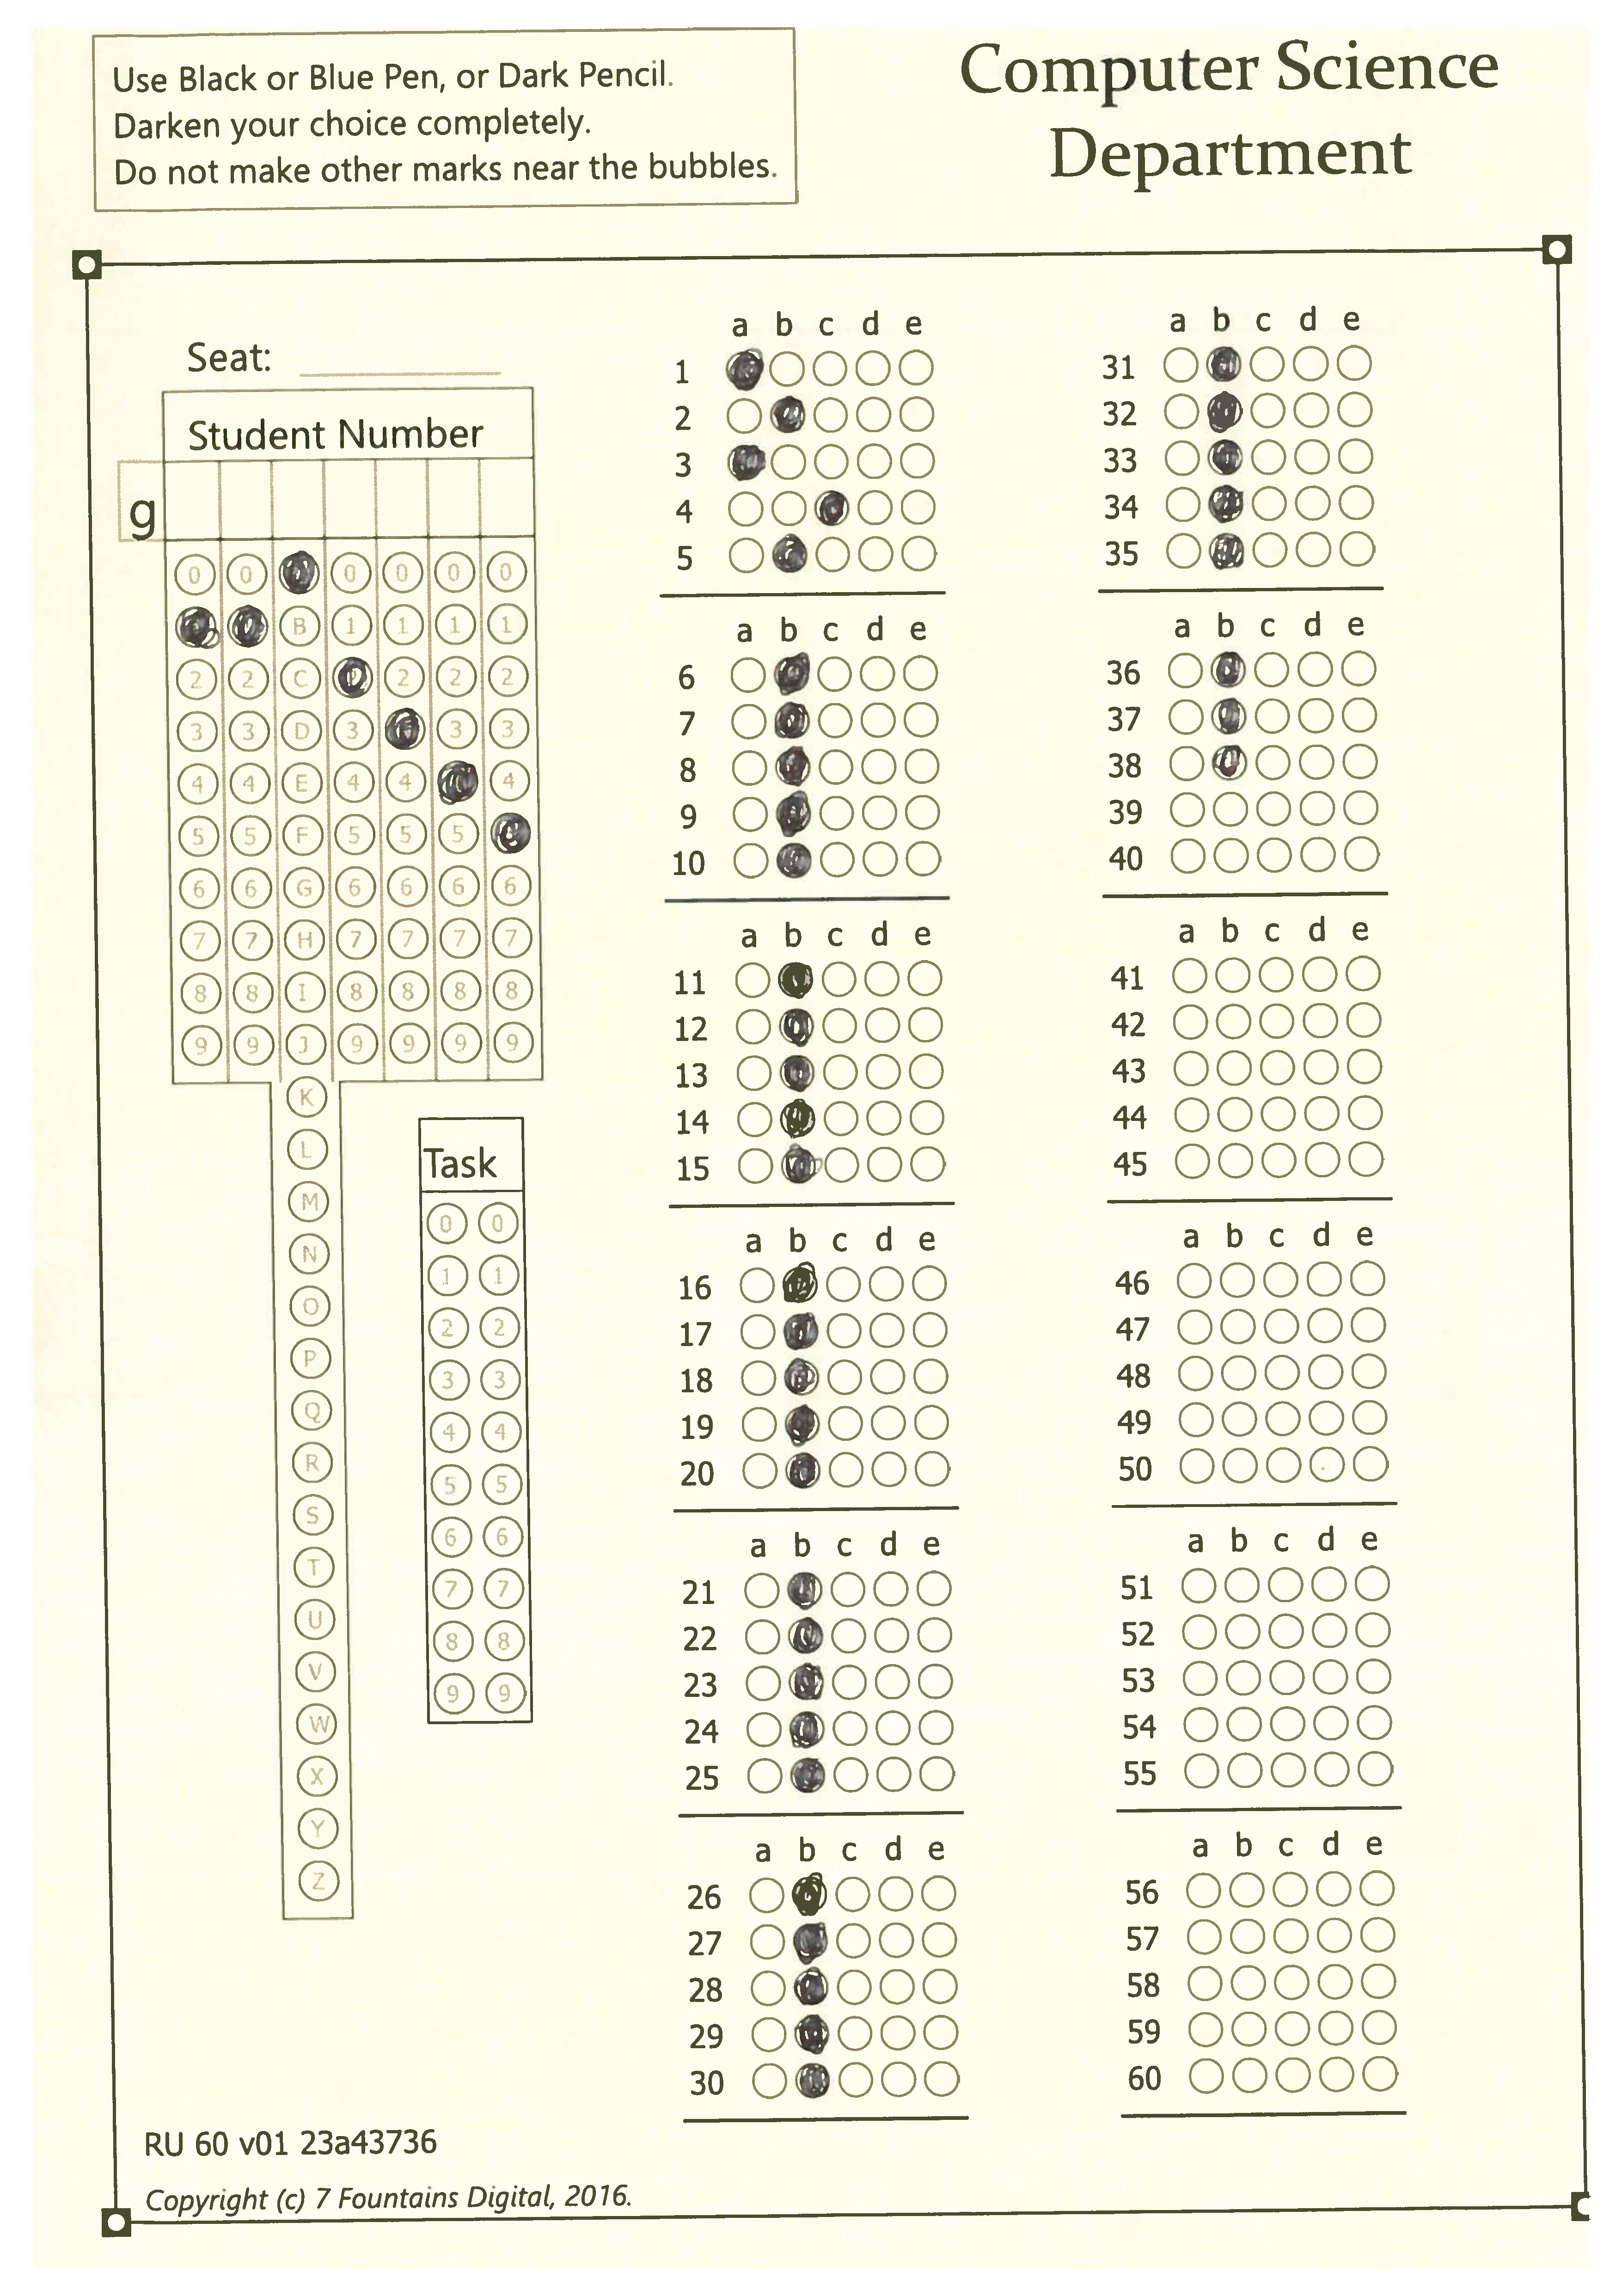 Use Black or Blue Pen, or Dark Pencil.
Darken your choice completely.
Do not make other marks near the bubbles.
Computer Science
Department
Seat:
Student Number
g
0 0 0 0 0 0
B 1 1 1 1
2 2 C 2 2 2
3 3 D 3 3 3
4 4 E 4 4 4
5 5 F 5 5 5
6 6 G 6 6 6 6
7 7 H 7 7 7 7
8 8 I 8 8 8 8
9 9 J 9 9 9 9
K
L
M
N
O
P
Q
R
S
T
U
V
W
X
Y
Z
Task
0 0
1 1
2 2
3 3
4 4
5 5
6 6
7 7
8 8
9 9
a b c d e
1
2
3
4
5
a b c d e
6
7
8
9
10
a b c d e
11
12
13
14
15
a b c d e
16
17
18
19
20
a b c d e
21
22
23
24
25
a b c d e
26
27
28
29
30
a b c d e
31
32
33
34
35
a b c d e
36
37
38
39
40
a b c d e
41
42
43
44
45
a b c d e
46
47
48
49
50
a b c d e
51
52
53
54
55
a b c d e
56
57
58
59
60
RU 60 v01 23a43736
Copyright (c) 7 Fountains Digital, 2016.